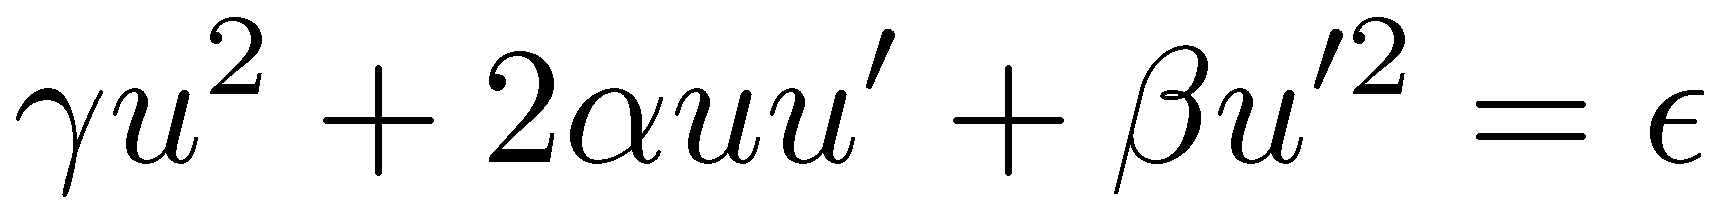 γu² + 2αuu′ + βu′² = ϵ